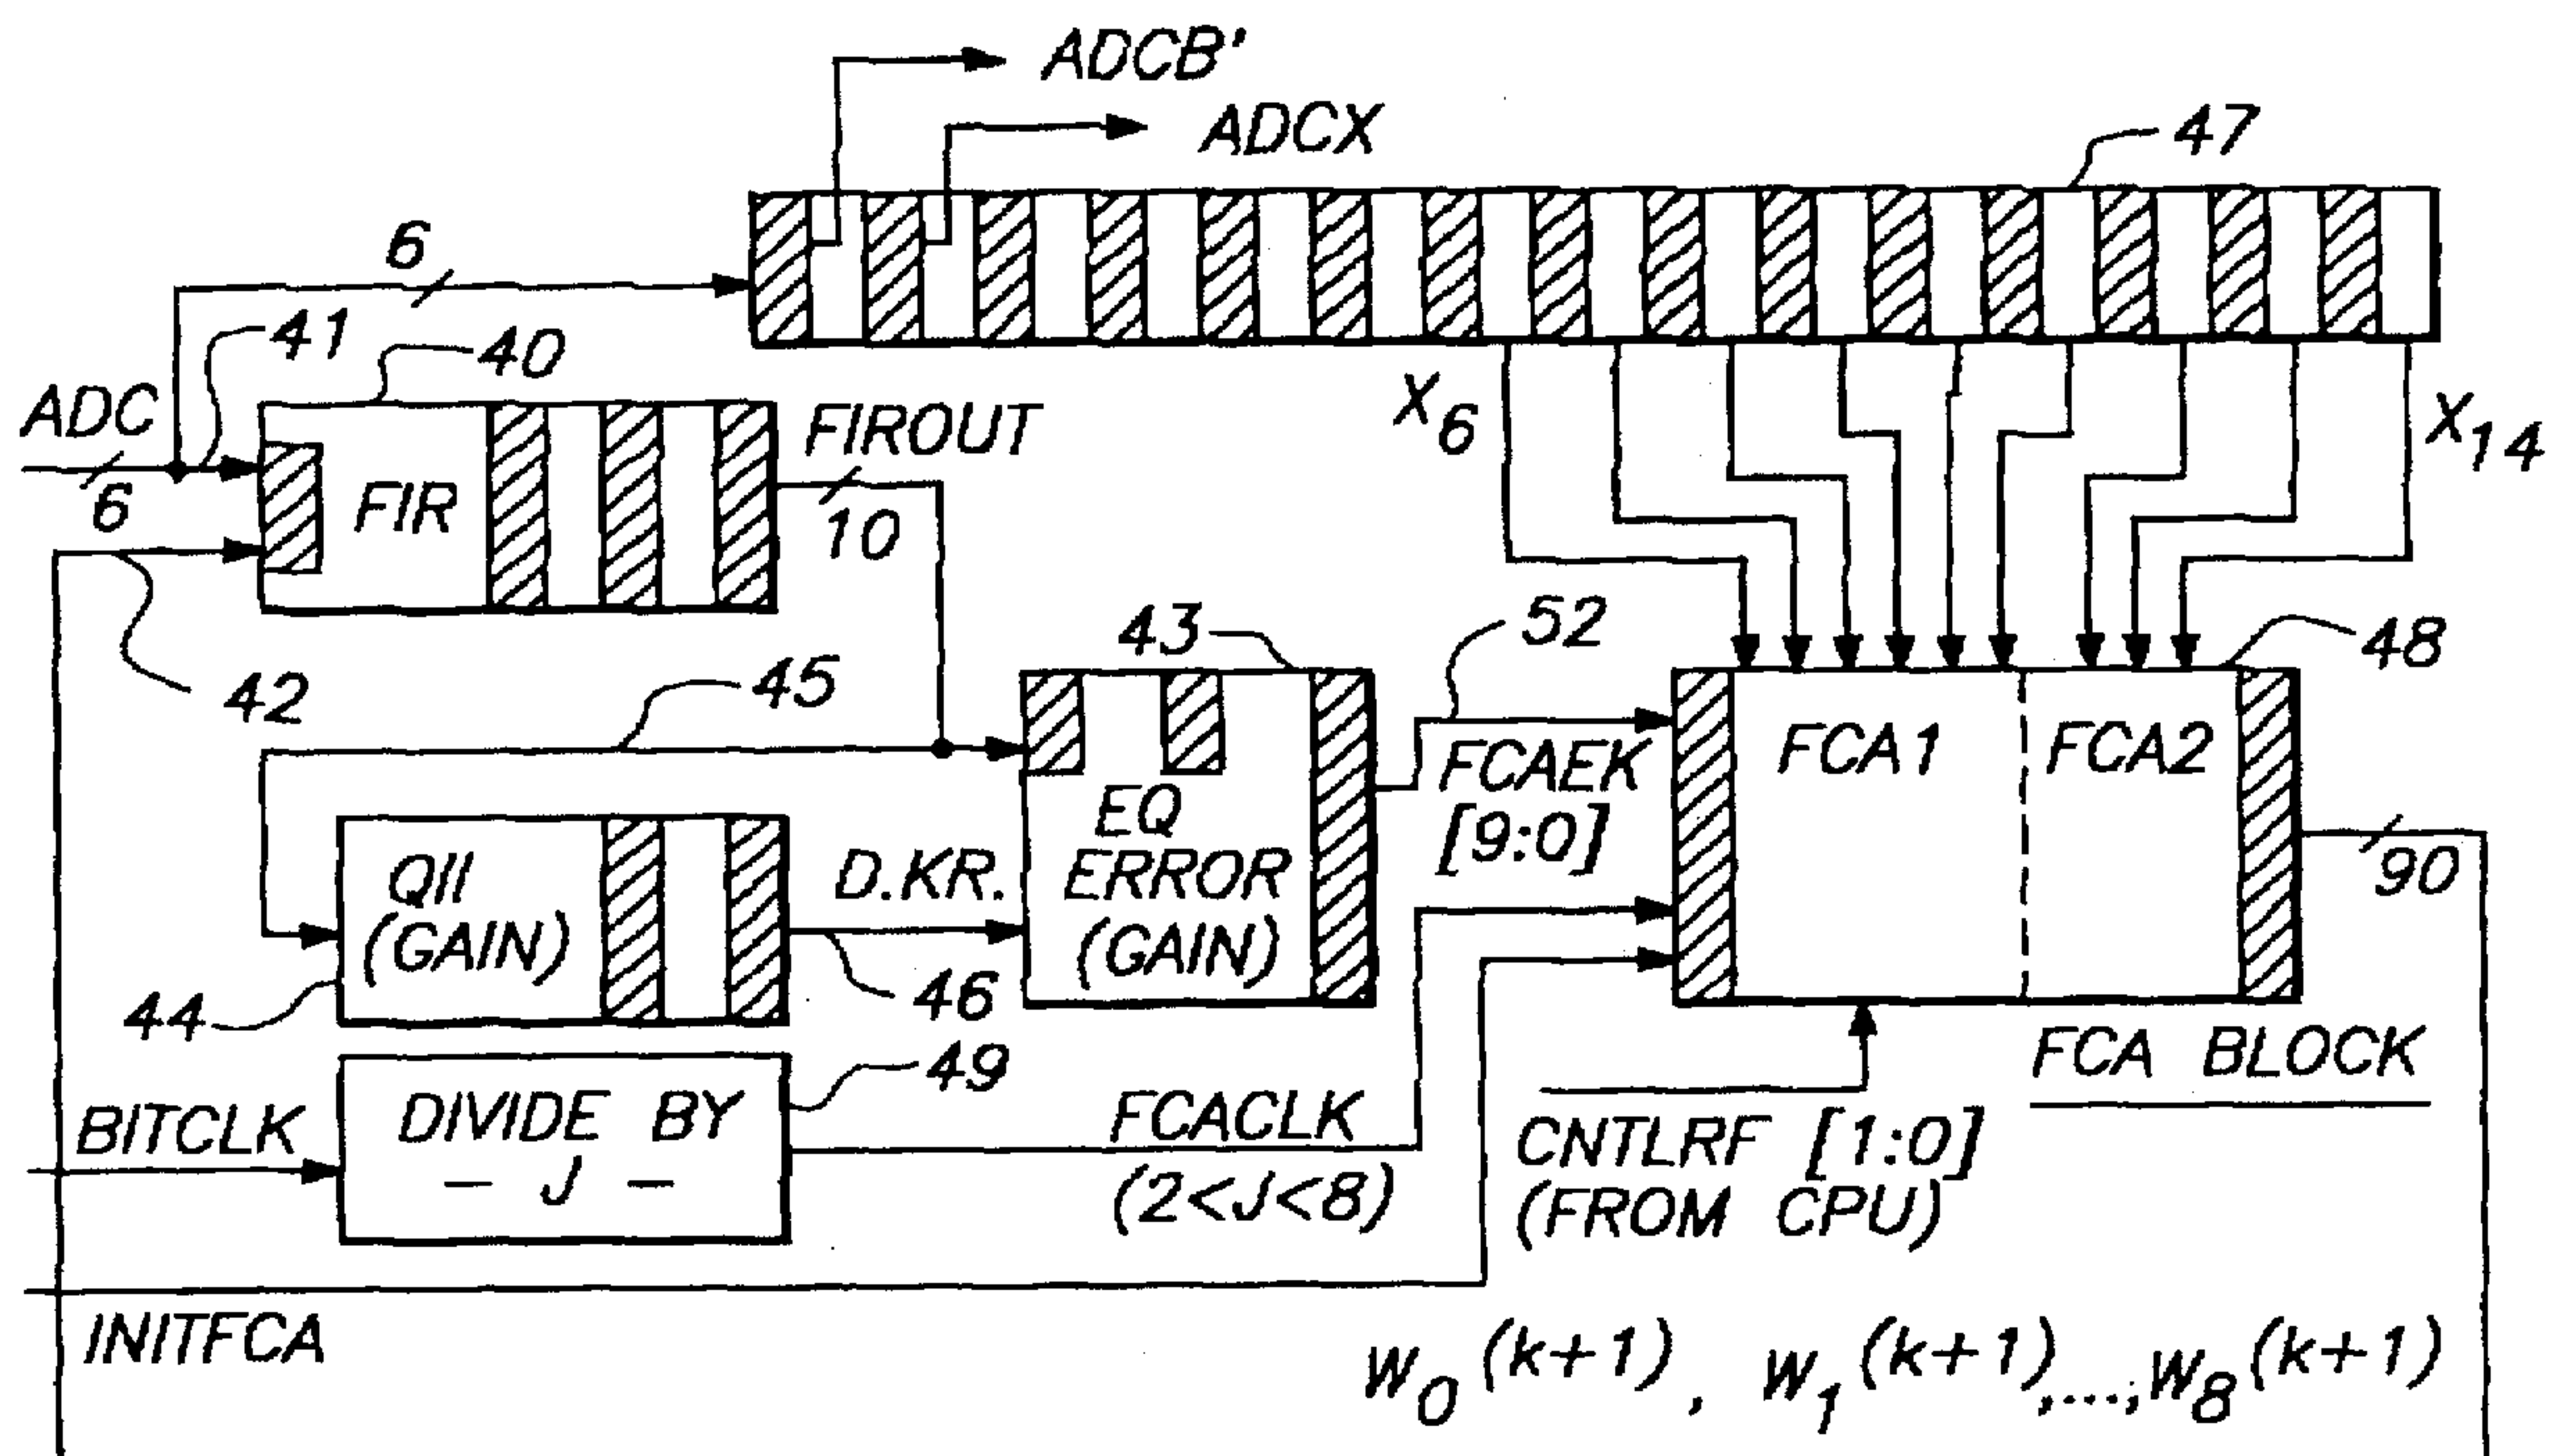 ADCB'
ADCX
47
6
41
40
ADC
6
FIR
FIROUT
10
X6
X14
42
45
43
52
48
FCAEK
[9:0]
FCA1
FCA2
EQ
ERROR
(GAIN)
QII
(GAIN)
D.KR.
46
44
90
49
FCA BLOCK
BITCLK
DIVIDE BY
– J –
FCACLK
(2<J<8)
CNTLRF [1:0]
(FROM CPU)
INITFCA
W0(k+1), W1(k+1),...,W8(k+1)